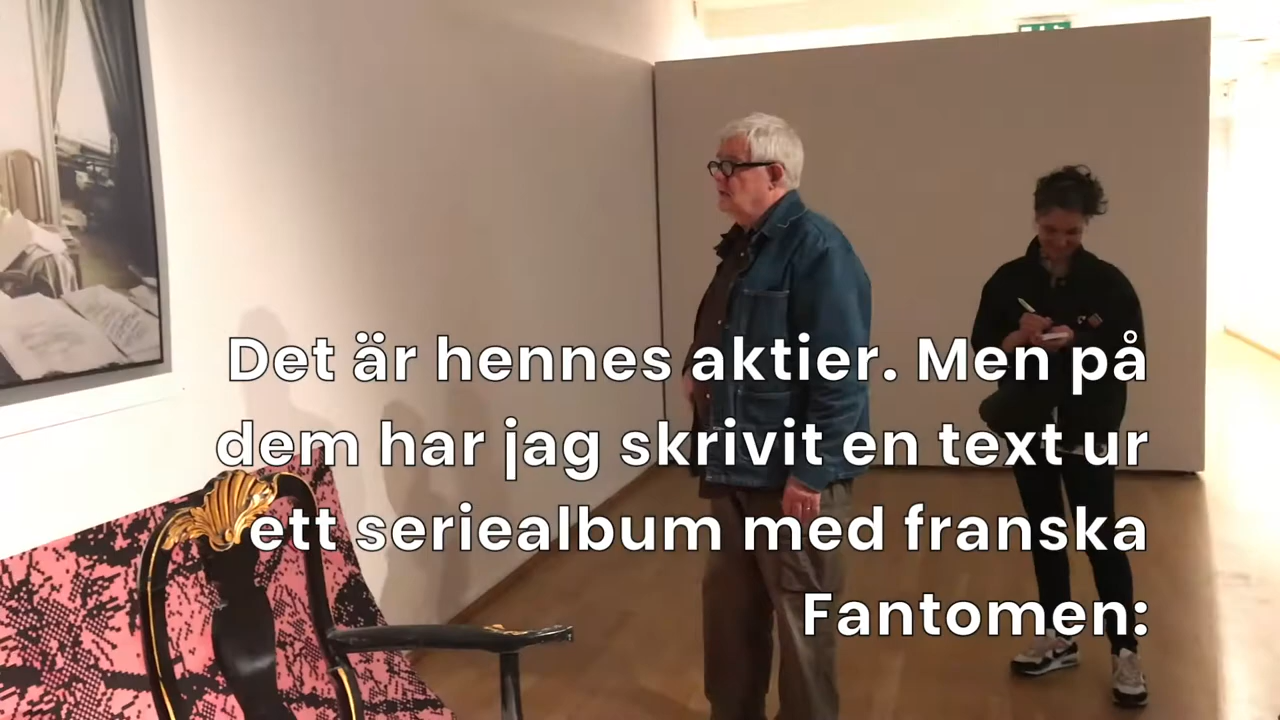 Det är hennes aktier. Men på
dem har jag skrivit en text ur
ett seriealbum med franska
Fantomen: